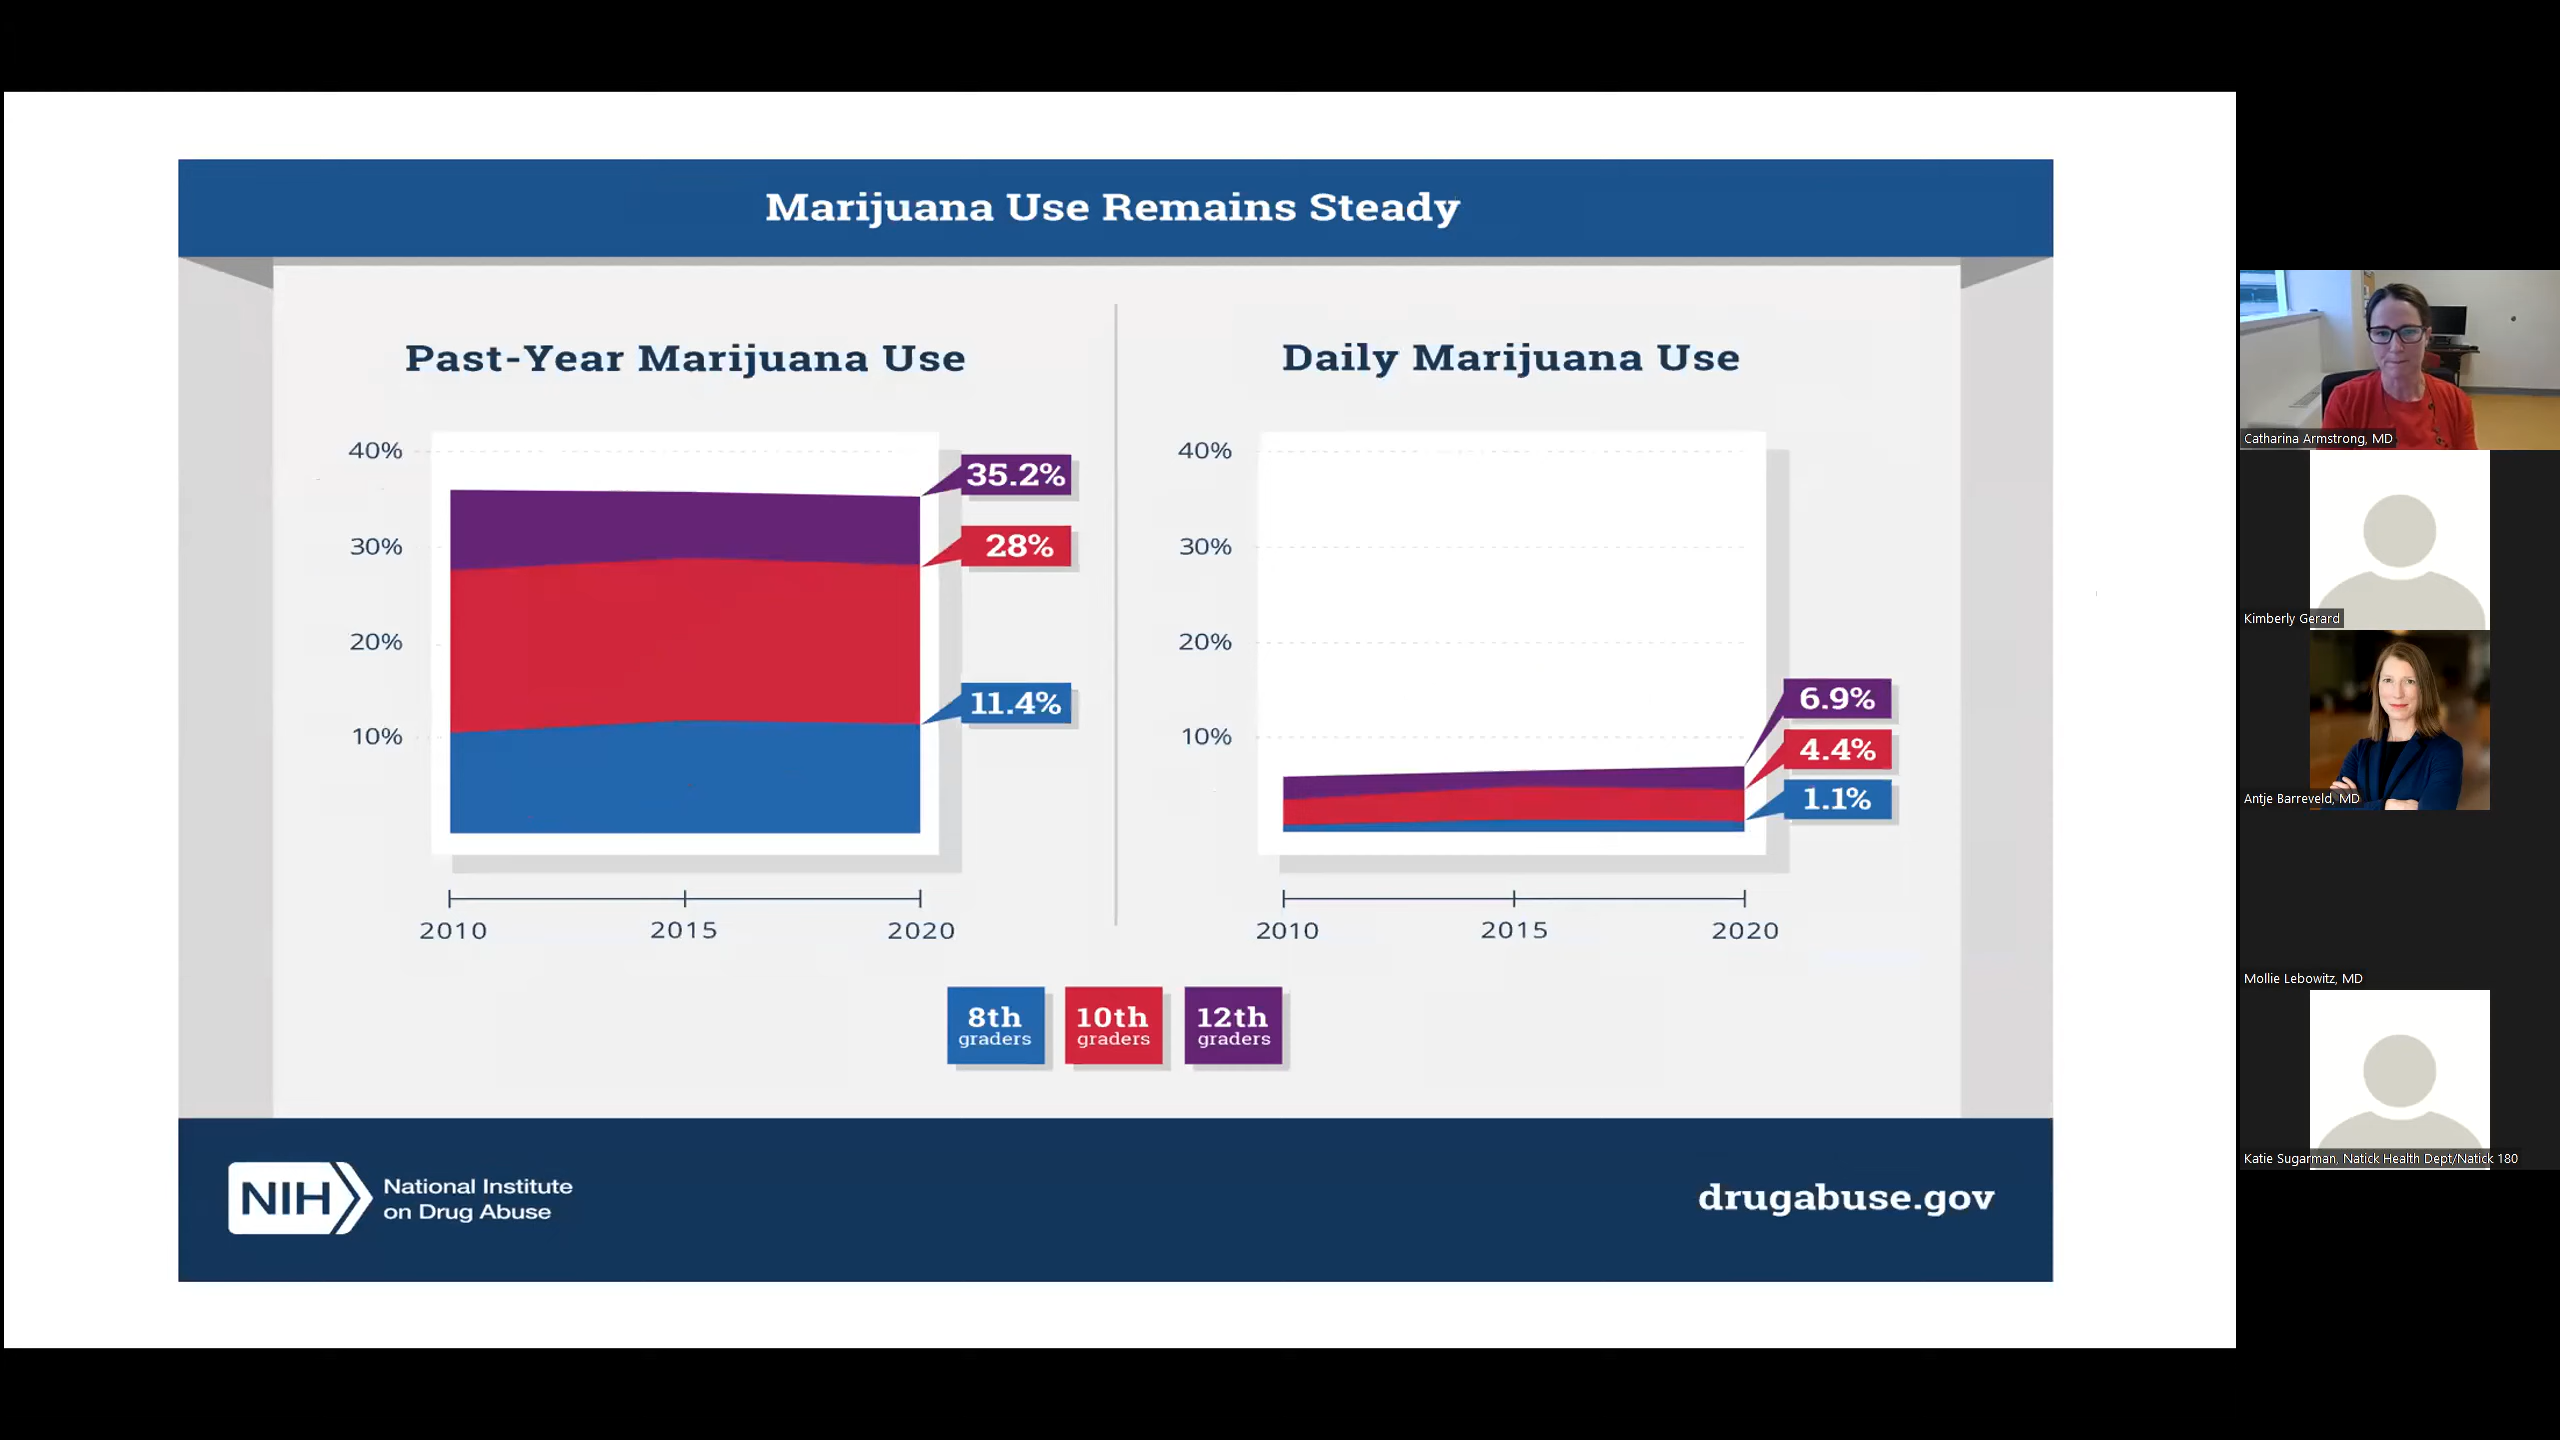 Marijuana Use Remains Steady
Past-Year Marijuana Use
40%
30%
20%
10%
35.2%
28%
11.4%
2010 2015 2020
Daily Marijuana Use
40%
30%
20%
10%
6.9%
4.4%
1.1%
2010 2015 2020
8th
graders
10th
graders
12th
graders
NIH
National Institute
on Drug Abuse
drugabuse.gov
Catharina Armstrong, MD
Kimberly Gerard
Antje Barreveld, MD
Mollie Lebowitz, MD
Katie Sugarman, Natick Health Dept/Natick 180